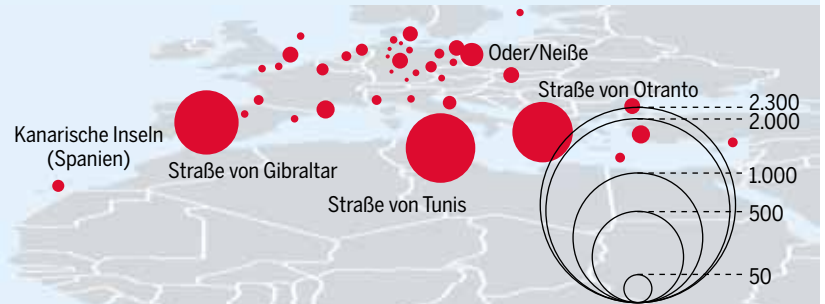 Oder/Neiße
Straße von Otranto
2.300
2.000
Kanarische Inseln
(Spanien)
Straße von Gibraltar
1.000
Straße von Tunis
500
50